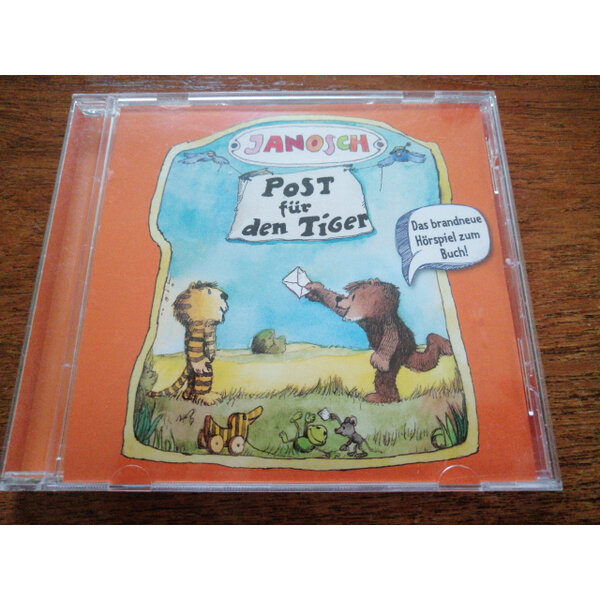 JANOSCH
PoST
für
den TiGer
Das brandneue
Hörspiel zum
Buch!